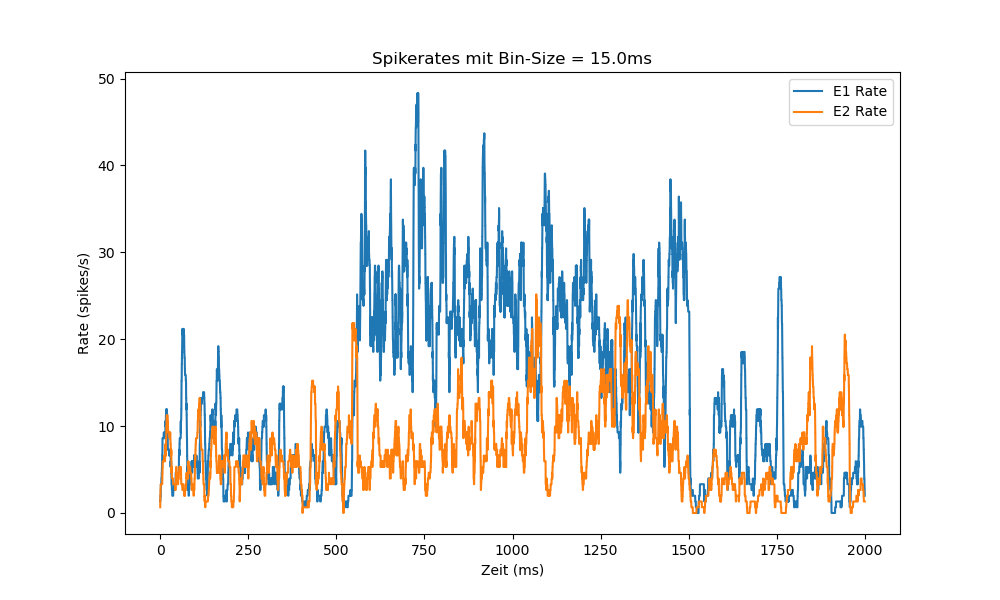 Spikerates mit Bin-Size = 15.0ms
E1 Rate
E2 Rate
Rate (spikes/s)
50
40
30
20
10
0
0 250 500 750 1000 1250 1500 1750 2000
Zeit (ms)